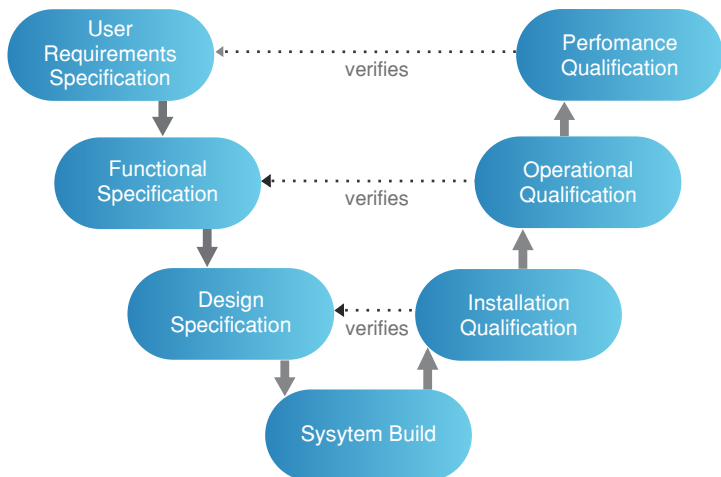 User
Requirements
Specification
verifies
Perfomance
Qualification
Functional
Specification
verifies
Operational
Qualification
Design
Specification
verifies
Installation
Qualification
Sysytem Build